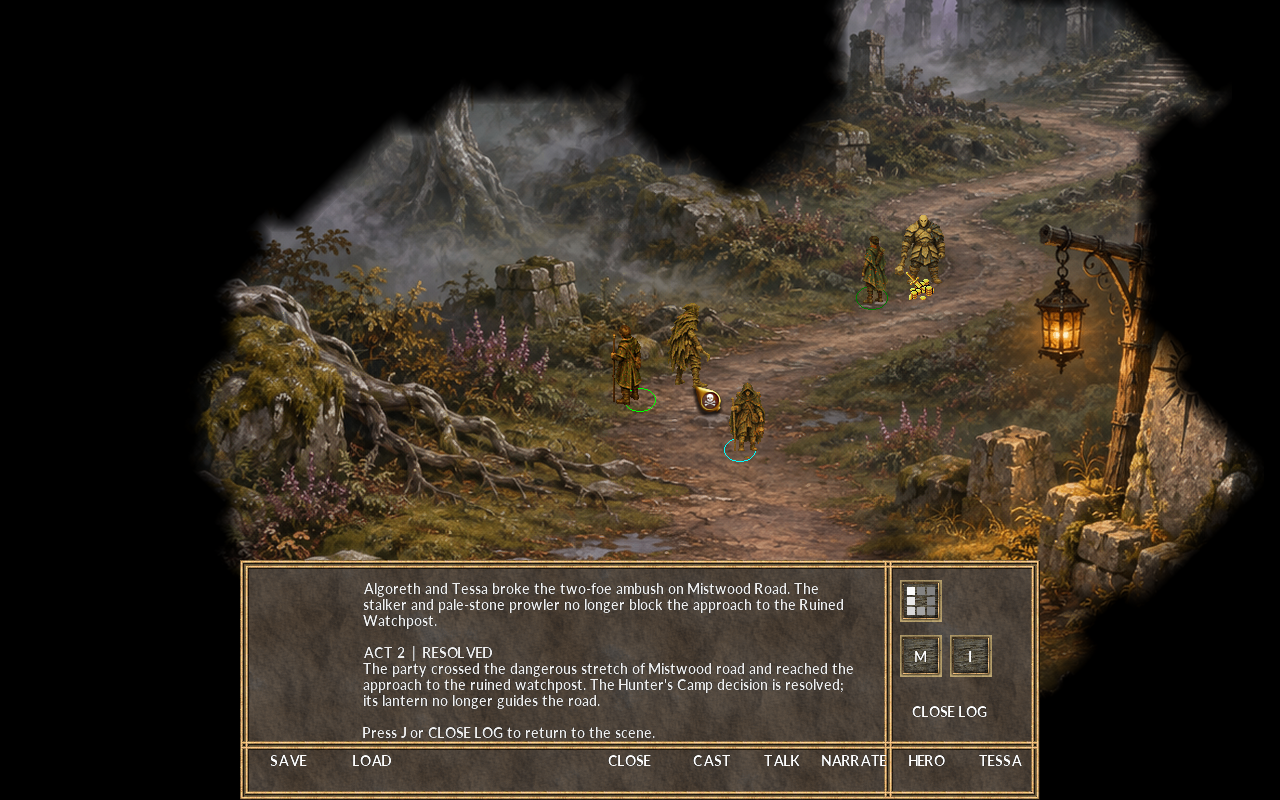 Algoreth and Tessa broke the two-foe ambush on Mistwood Road. The
stalker and pale-stone prowler no longer block the approach to the Ruined
Watchpost.
ACT 2 | RESOLVED
The party crossed the dangerous stretch of Mistwood road and reached the
approach to the ruined watchpost. The Hunter's Camp decision is resolved;
its lantern no longer guides the road.
Press J or CLOSE LOG to return to the scene.
M I
CLOSE LOG
SAVE LOAD CLOSE CAST TALK NARRATE HERO TESSA